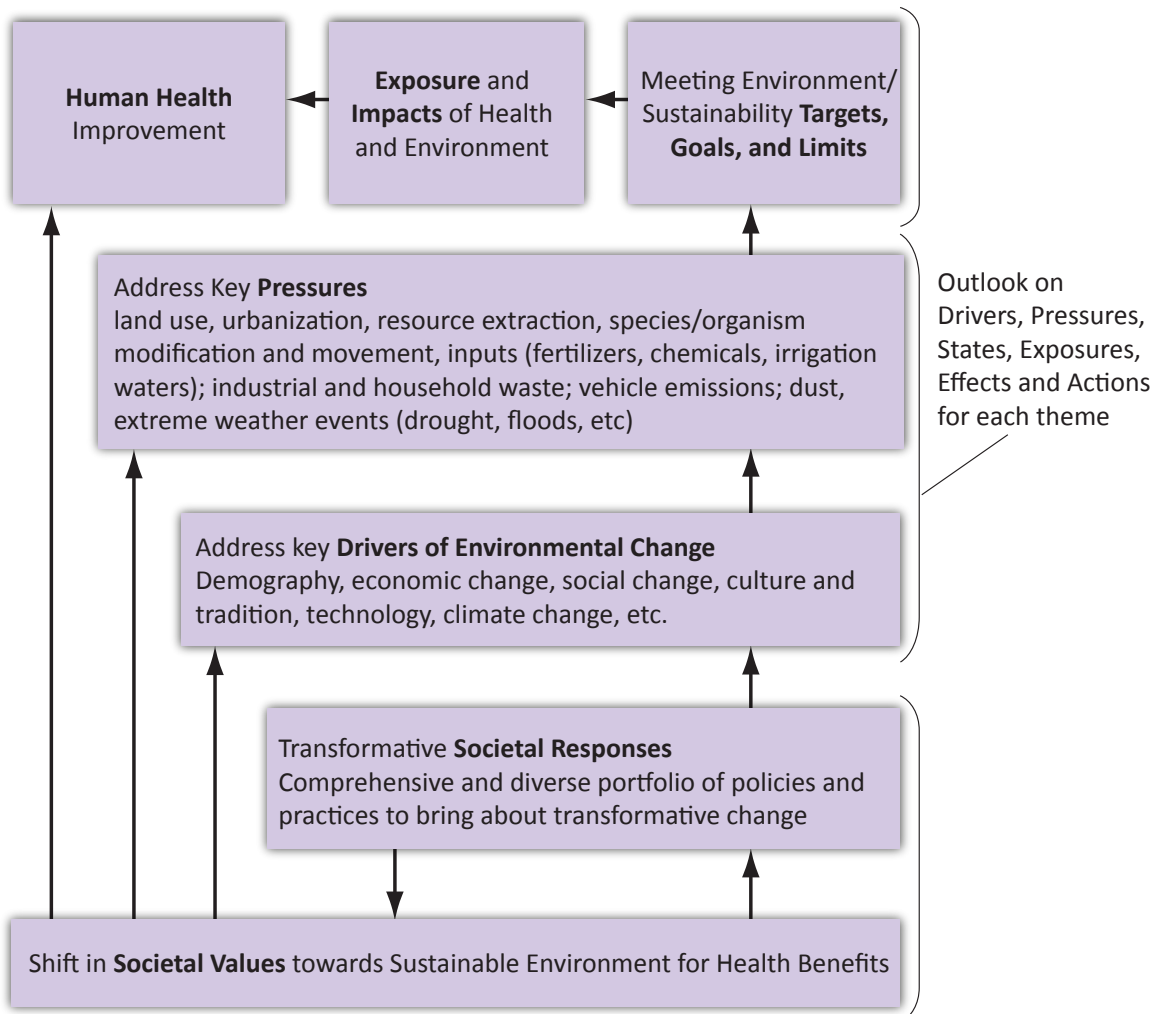 Human Health
Improvement
Exposure and
Impacts of Health
and Environment
Meeting Environment/
Sustainability Targets,
Goals, and Limits
Address Key Pressures
land use, urbanization, resource extraction, species/organism
modification and movement, inputs (fertilizers, chemicals, irrigation
waters); industrial and household waste; vehicle emissions; dust,
extreme weather events (drought, floods, etc)
Outlook on
Drivers, Pressures,
States, Exposures,
Effects and Actions
for each theme
Address key Drivers of Environmental Change
Demography, economic change, social change, culture and
tradition, technology, climate change, etc.
Transformative Societal Responses
Comprehensive and diverse portfolio of policies and
practices to bring about transformative change
Shift in Societal Values towards Sustainable Environment for Health Benefits